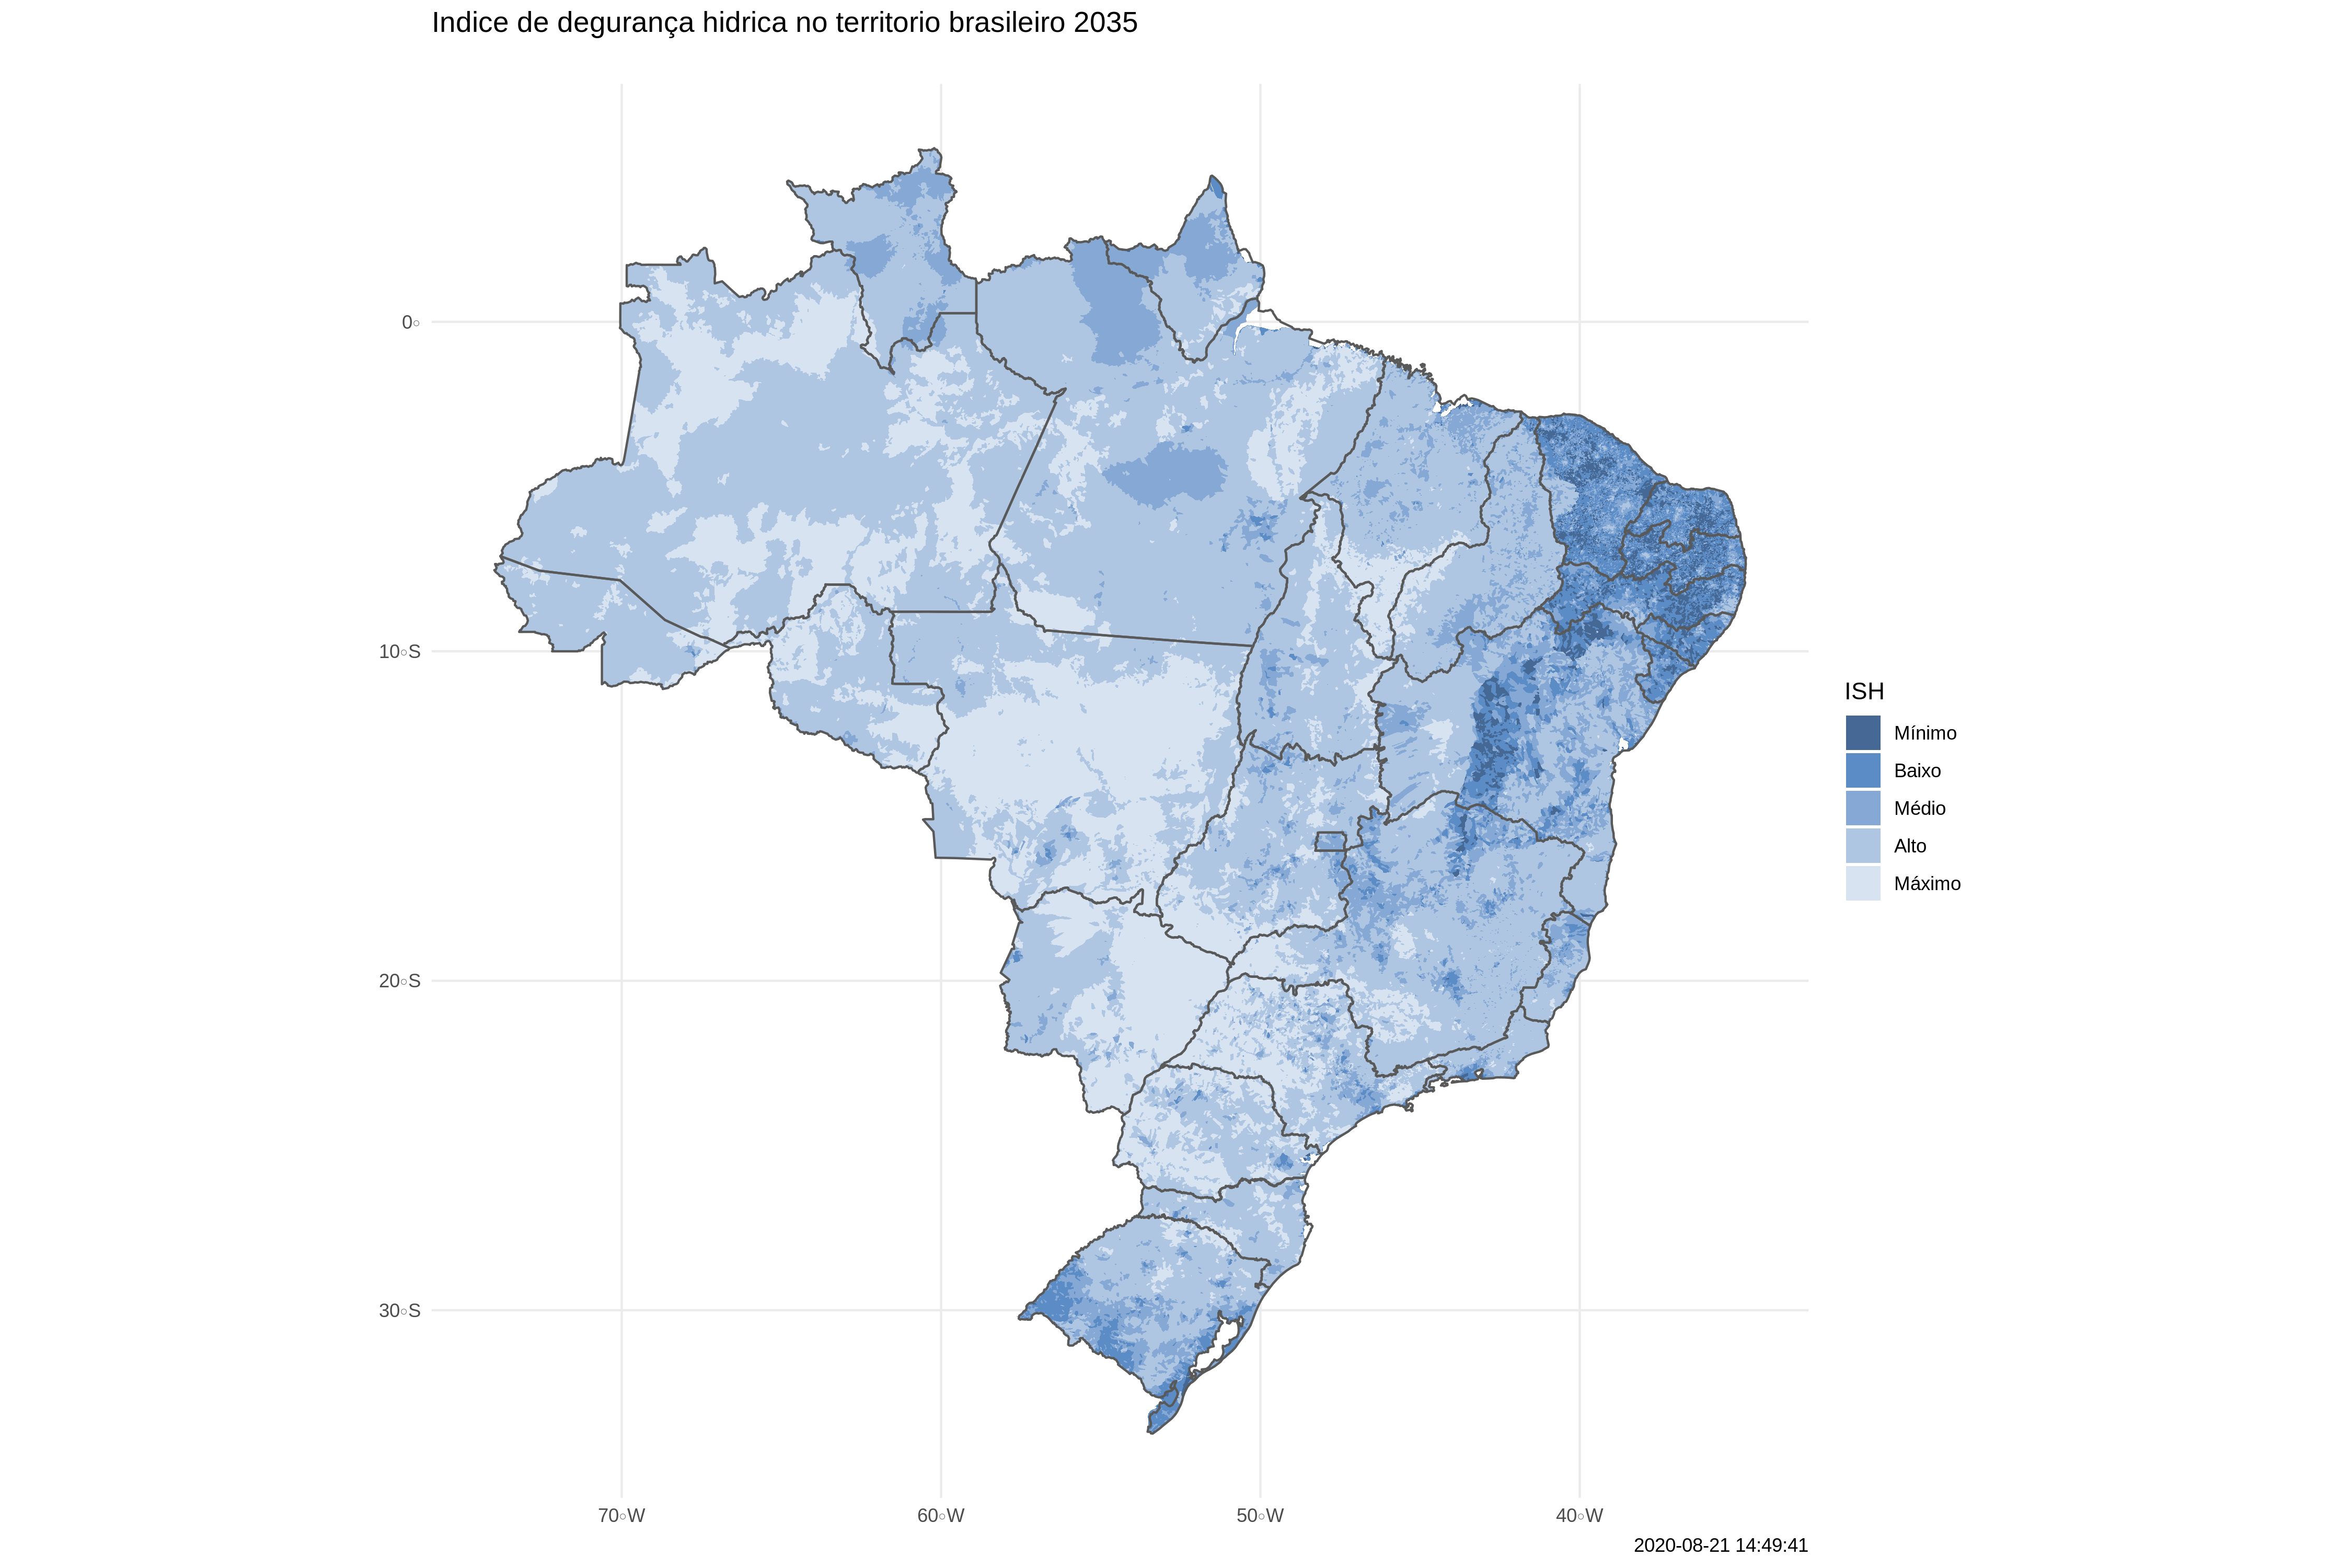 Indice de degurança hidrica no territorio brasileiro 2035
0◦
10◦S
20◦S
30◦S
70◦W
60◦W
50◦W
40◦W
ISH
Mínimo
Baixo
Médio
Alto
Máximo
2020-08-21 14:49:41